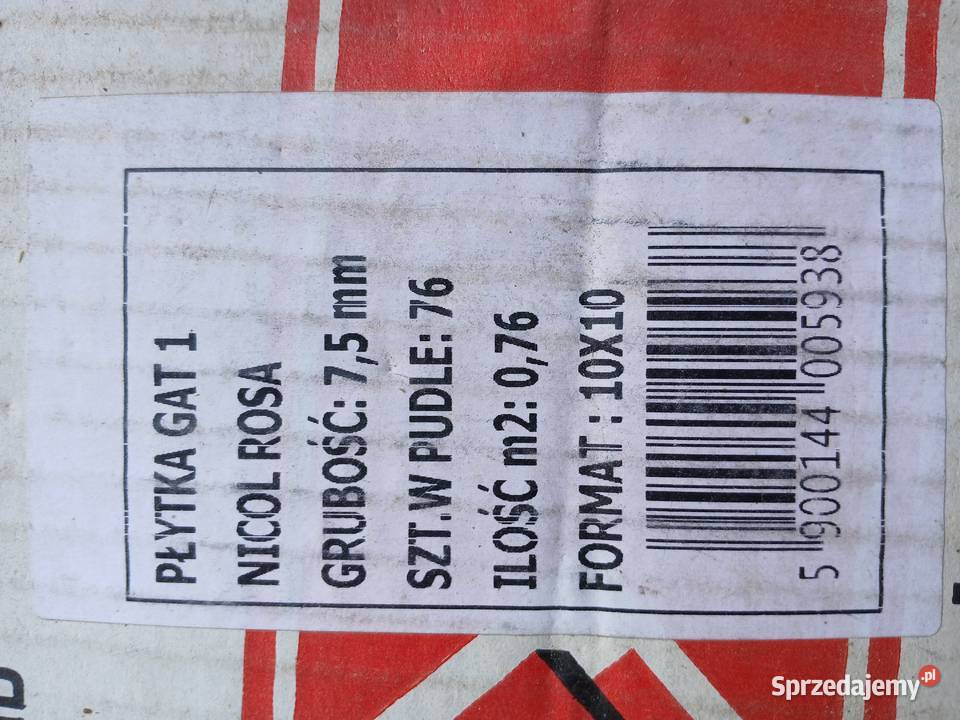 PŁYTKA GAT 1
NICOL ROSA
GRUBOŚĆ: 7,5 mm
SZT.W PUDLE: 76
ILOŚĆ m2: 0,76
FORMAT : 10X10
5 900144 005938
Sprzedajemy.pl